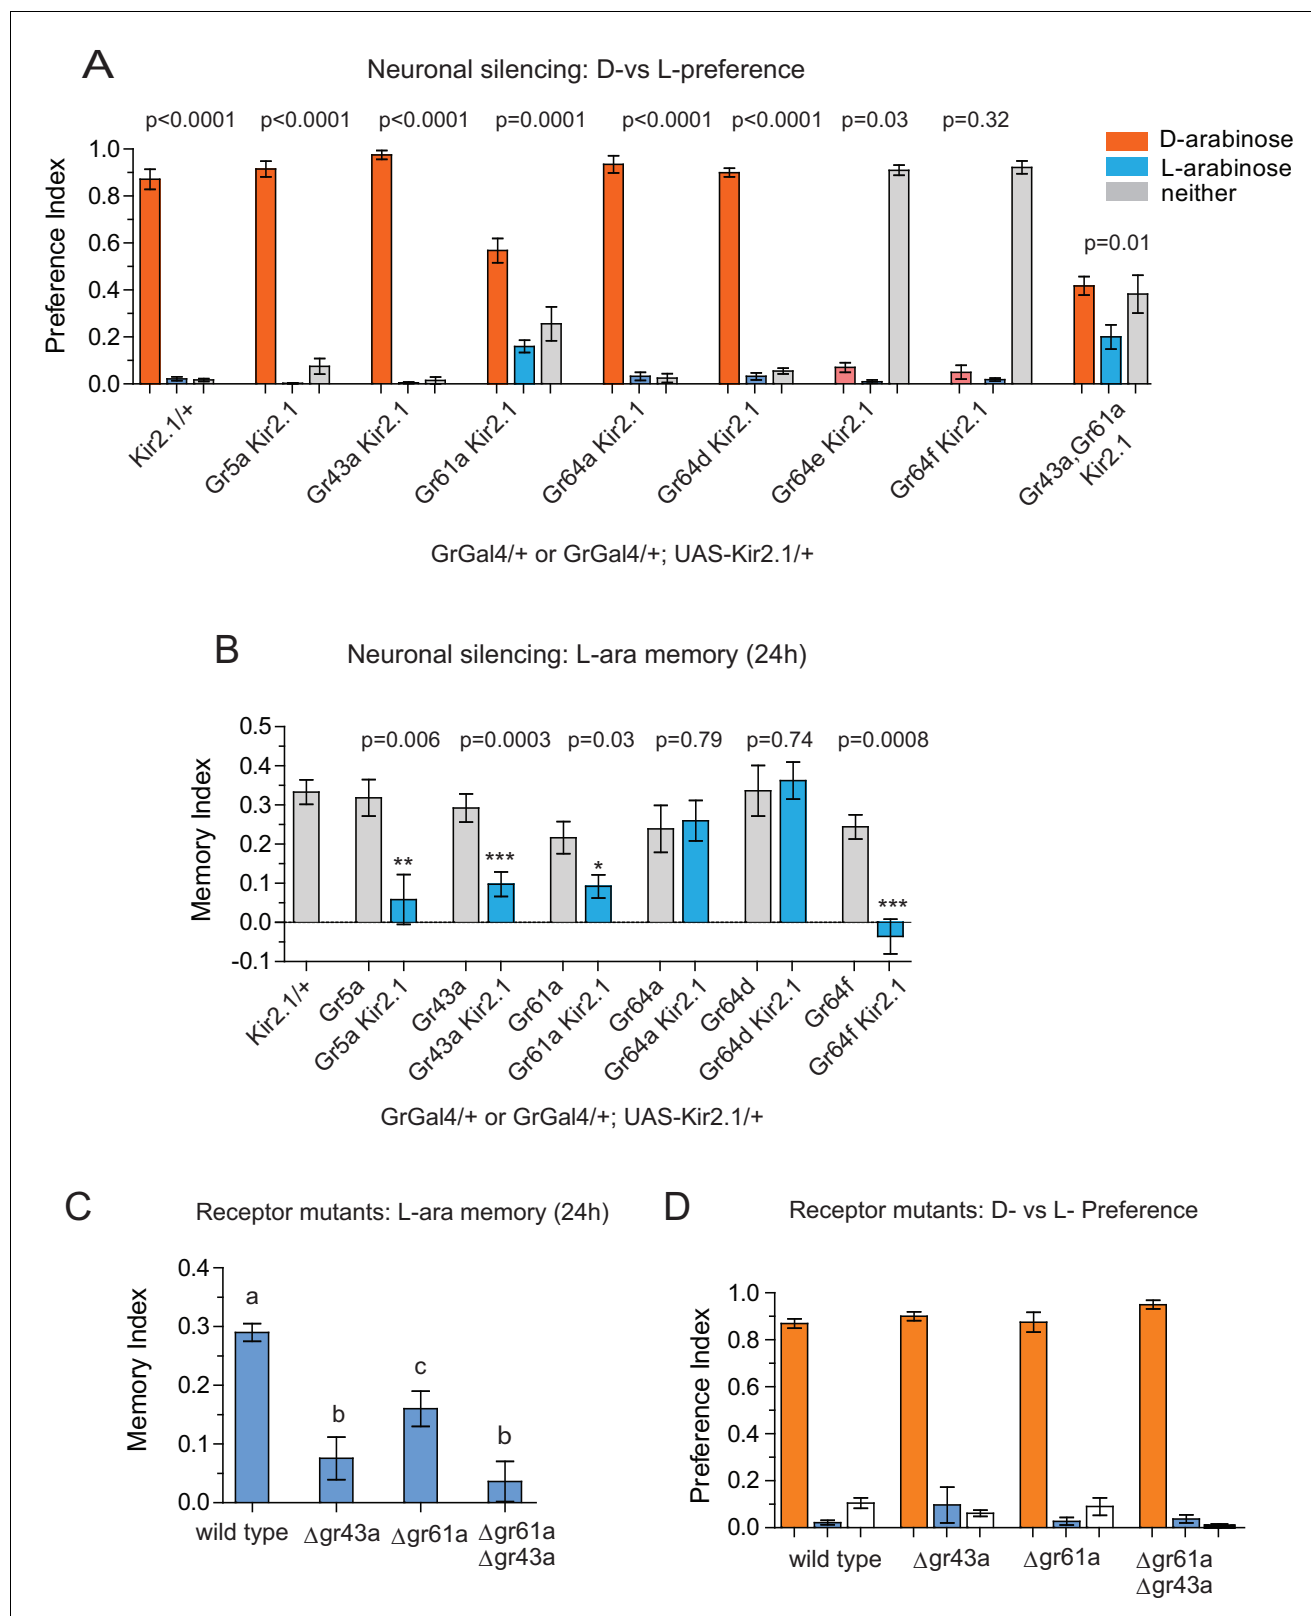 A
Neuronal silencing: D-vs L-preference
p<0.0001 p<0.0001 p<0.0001 p=0.0001 p<0.0001 p<0.0001 p=0.03 p=0.32
D-arabinose
L-arabinose
neither
p=0.01
Preference Index
1.0
0.8
0.6
0.4
0.2
0.0
Kir2.1/+
Gr5a Kir2.1
Gr43a Kir2.1
Gr61a Kir2.1
Gr64a Kir2.1
Gr64d Kir2.1
Gr64e Kir2.1
Gr64f Kir2.1
Gr43a, Gr61a
Kir2.1
GrGal4/+ or GrGal4/+; UAS-Kir2.1/+
B
Neuronal silencing: L-ara memory (24h)
p=0.006 p=0.0003 p=0.03 p=0.79 p=0.74 p=0.0008
Memory Index
0.5
0.4
0.3
0.2
0.1
0.0
-0.1
** *** * ***
Kir2.1/+
Gr5a
Gr5a Kir2.1
Gr43a
Gr43a Kir2.1
Gr61a
Gr61a Kir2.1
Gr64a
Gr64a Kir2.1
Gr64d
Gr64d Kir2.1
Gr64f
Gr64f Kir2.1
GrGal4/+ or GrGal4/+; UAS-Kir2.1/+
C
Receptor mutants: L-ara memory (24h)
Memory Index
0.4
0.3
0.2
0.1
0.0
a b c b
wild type Δgr43a Δgr61a Δgr61a
Δgr43a
D
Receptor mutants: D- vs L- Preference
Preference Index
1.0
0.8
0.6
0.4
0.2
0.0
wild type Δgr43a Δgr61a Δgr61a
Δgr43a